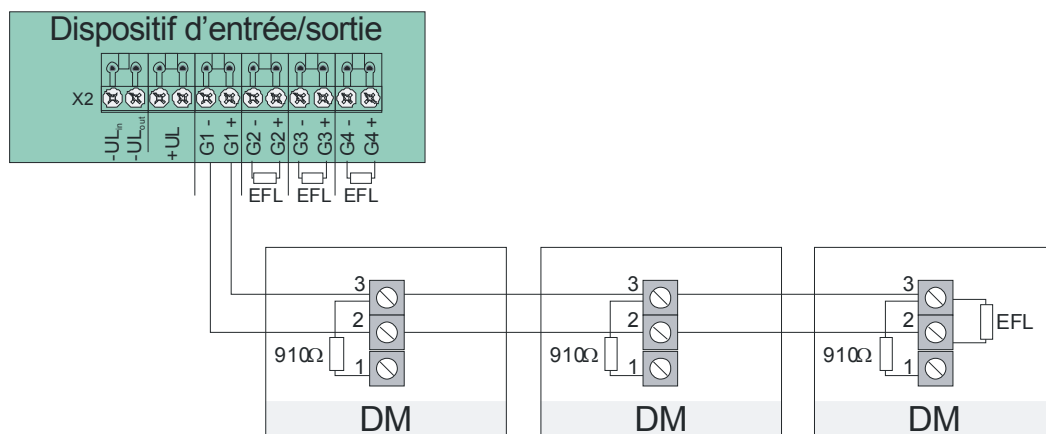 Dispositif d’entrée/sortie
X2
-ULin
-ULout
+UL
G1 -
G1 +
G2 -
G2 +
G3 -
G3 +
G4 -
G4 +
EFL EFL EFL
3 3 3
2 2 2 EFL
910Ω 1 910Ω 1 910Ω 1
DM DM DM